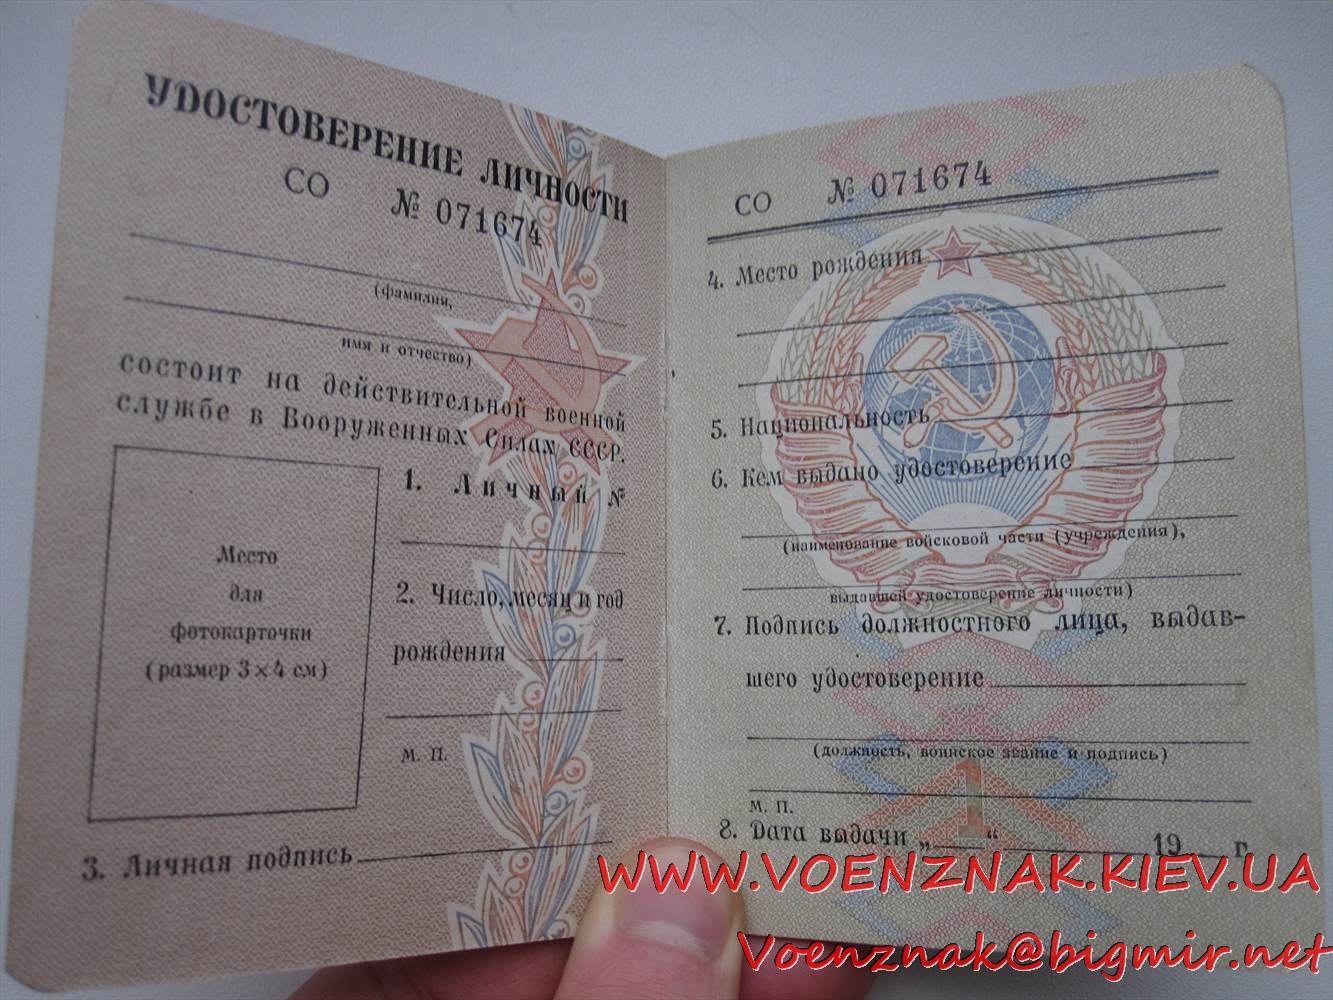 УДОСТОВЕРЕНИЕ ЛИЧНОСТИ
СО № 071674
(фамилия,
имя и отчество)
состоит на действительной военной
службе в Вооруженных Силах СССР.
Место
для
фотокарточки
(размер 3×4 см)
1. Личный №
2. Число, месяц и год
рождения
М. П.
3. Личная подпись
СО № 071674
4. Место рождения
5. Национальность
6. Кем выдано удостоверение
(наименование войсковой части (учреждения),
выдавшей удостоверение личности)
7. Подпись должностного лица, выдав-
шего удостоверение
(должность, воинское звание и подпись)
М. П.
8. Дата выдачи „ “ 19 г.
WWW.VOENZNAK.KIEV.UA
Voenznak@bigmir.net